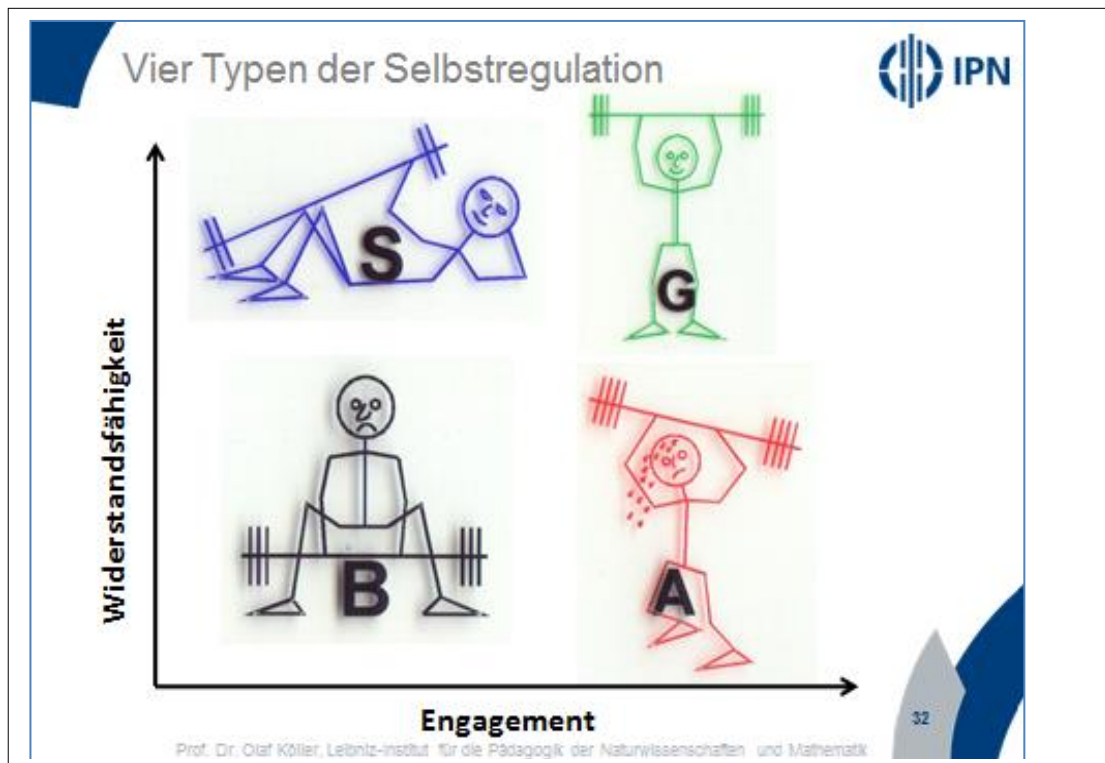 Vier Typen der Selbstregulation
IPN
S
G
Widerstandsfähigkeit
B
A
Engagement
32
Prof. Dr. Olaf Köller, Leibniz-Institut für die Pädagogik der Naturwissenschaften und Mathematik